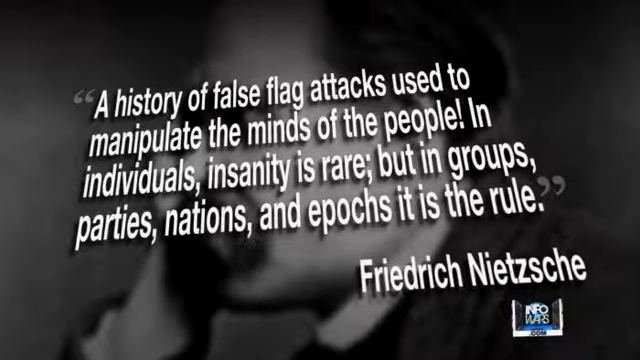 “A history of false flag attacks used to
manipulate the minds of the people! In
individuals, insanity is rare; but in groups,
parties, nations, and epochs it is the rule.”
Friedrich Nietzsche
INFO
WARS
.COM